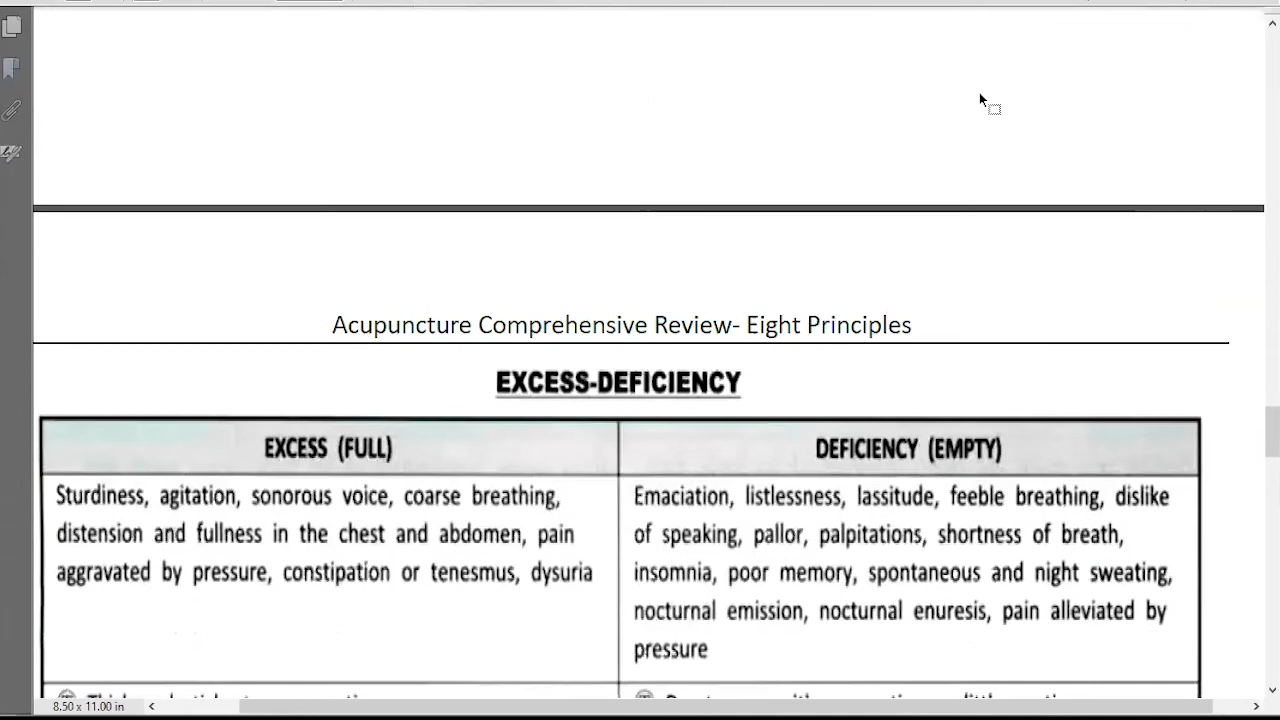 Acupuncture Comprehensive Review- Eight Principles
EXCESS-DEFICIENCY
EXCESS (FULL)
DEFICIENCY (EMPTY)
Sturdiness, agitation, sonorous voice, coarse breathing,
distension and fullness in the chest and abdomen, pain
aggravated by pressure, constipation or tenesmus, dysuria
Emaciation, listlessness, lassitude, feeble breathing, dislike
of speaking, pallor, palpitations, shortness of breath,
insomnia, poor memory, spontaneous and night sweating,
nocturnal emission, nocturnal enuresis, pain alleviated by
pressure
8.50 x 11.00 in